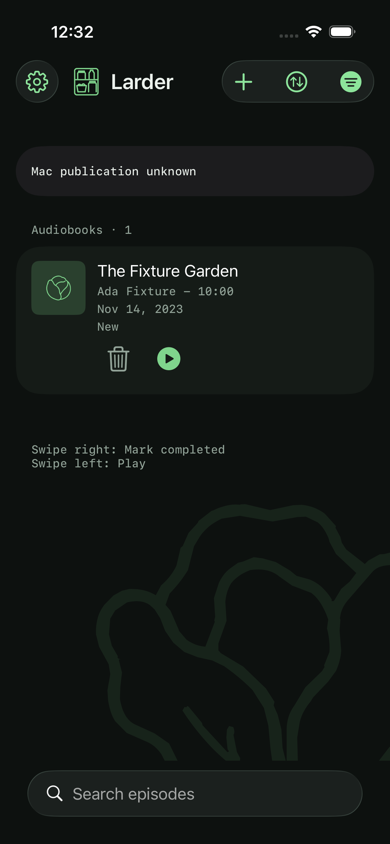 12:32
Larder
Mac publication unknown
Audiobooks · 1
The Fixture Garden
Ada Fixture — 10:00
Nov 14, 2023
New
Swipe right: Mark completed
Swipe left: Play
Search episodes